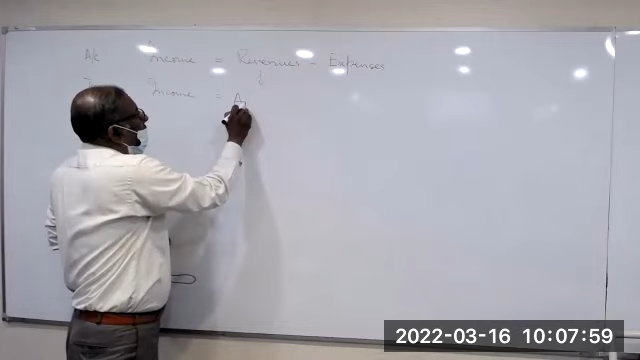 A/c Income = Revenues - Expenses
Income = A
2022-03-16 10:07:59